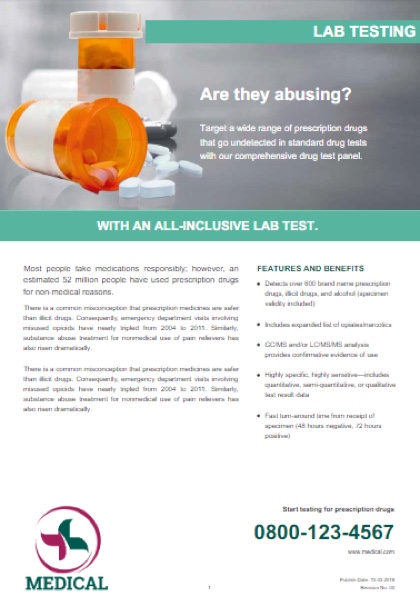 LAB TESTING
Are they abusing?
Target a wide range of prescription drugs
that go undetected in standard drug tests
with our comprehensive drug test panel.
WITH AN ALL-INCLUSIVE LAB TEST.
Most people take medications responsibly; however, an
estimated 52 million people have used prescription drugs
for non-medical reasons.
There is a common misconception that prescription medicines are safer
than illicit drugs. Consequently, emergency department visits involving
misused opioids have nearly tripled from 2004 to 2011. Similarly,
substance abuse treatment for nonmedical use of pain relievers has
also risen dramatically.
There is a common misconception that prescription medicines are safer
than illicit drugs. Consequently, emergency department visits involving
misused opioids have nearly tripled from 2004 to 2011. Similarly,
substance abuse treatment for nonmedical use of pain relievers has
also risen dramatically.
FEATURES AND BENEFITS
• Detects over 600 brand name prescription
drugs, illicit drugs, and alcohol (specimen
validity included)
• Includes expanded list of opiates/narcotics
• GC/MS and/or LC/MS/MS analysis
provides confirmative evidence of use
• Highly specific, highly sensitive—includes
quantitative, semi-quantitative, or qualitative
test result data
• Fast turn-around time from receipt of
specimen (48 hours negative, 72 hours
positive)
Start testing for prescription drugs
0800-123-4567
www.medical.com
MEDICAL
1
Publish Date: 10.03.2016
Revision No. 00